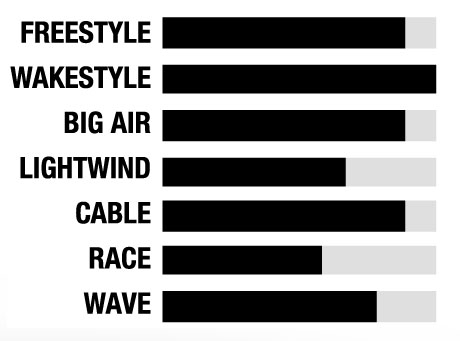 FREESTYLE
WAKESTYLE
BIG AIR
LIGHTWIND
CABLE
RACE
WAVE